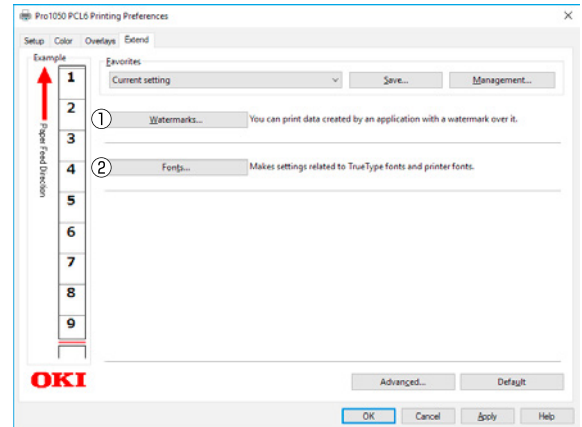 Pro1050 PCL6 Printing Preferences
Setup Color Overlays Extend
Example
Favorites
Current setting Save... Management...
① Watermarks... You can print data created by an application with a watermark over it.
② Fonts... Makes settings related to TrueType fonts and printer fonts.
Paper Feed Direction
1
2
3
4
5
6
7
8
9
OKI
Advanced... Default
OK Cancel Apply Help